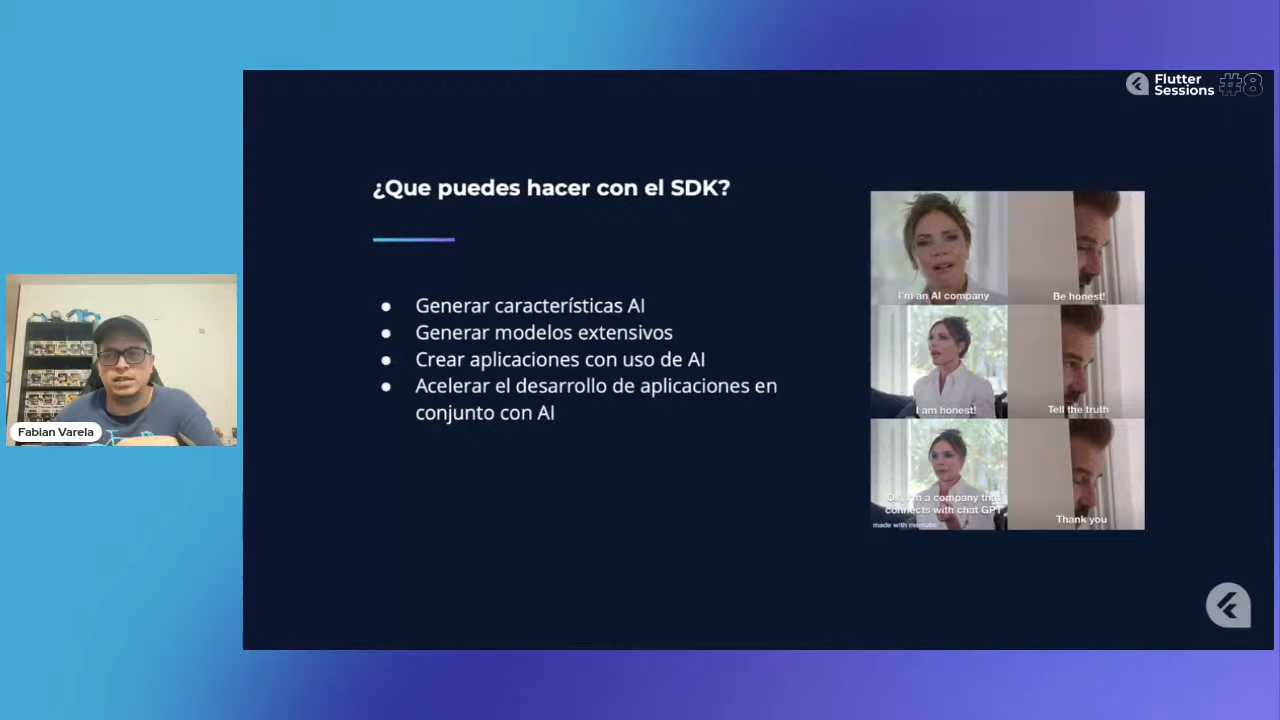 Flutter
Sessions #8
¿Que puedes hacer con el SDK?
● Generar características AI
● Generar modelos extensivos
● Crear aplicaciones con uso de AI
● Acelerar el desarrollo de aplicaciones en
conjunto con AI
I'm an AI company
Be honest!
I am honest!
Tell the truth
Ok, I'm a company that
connects with chat GPT
Thank you
made with mematic
Fabian Varela